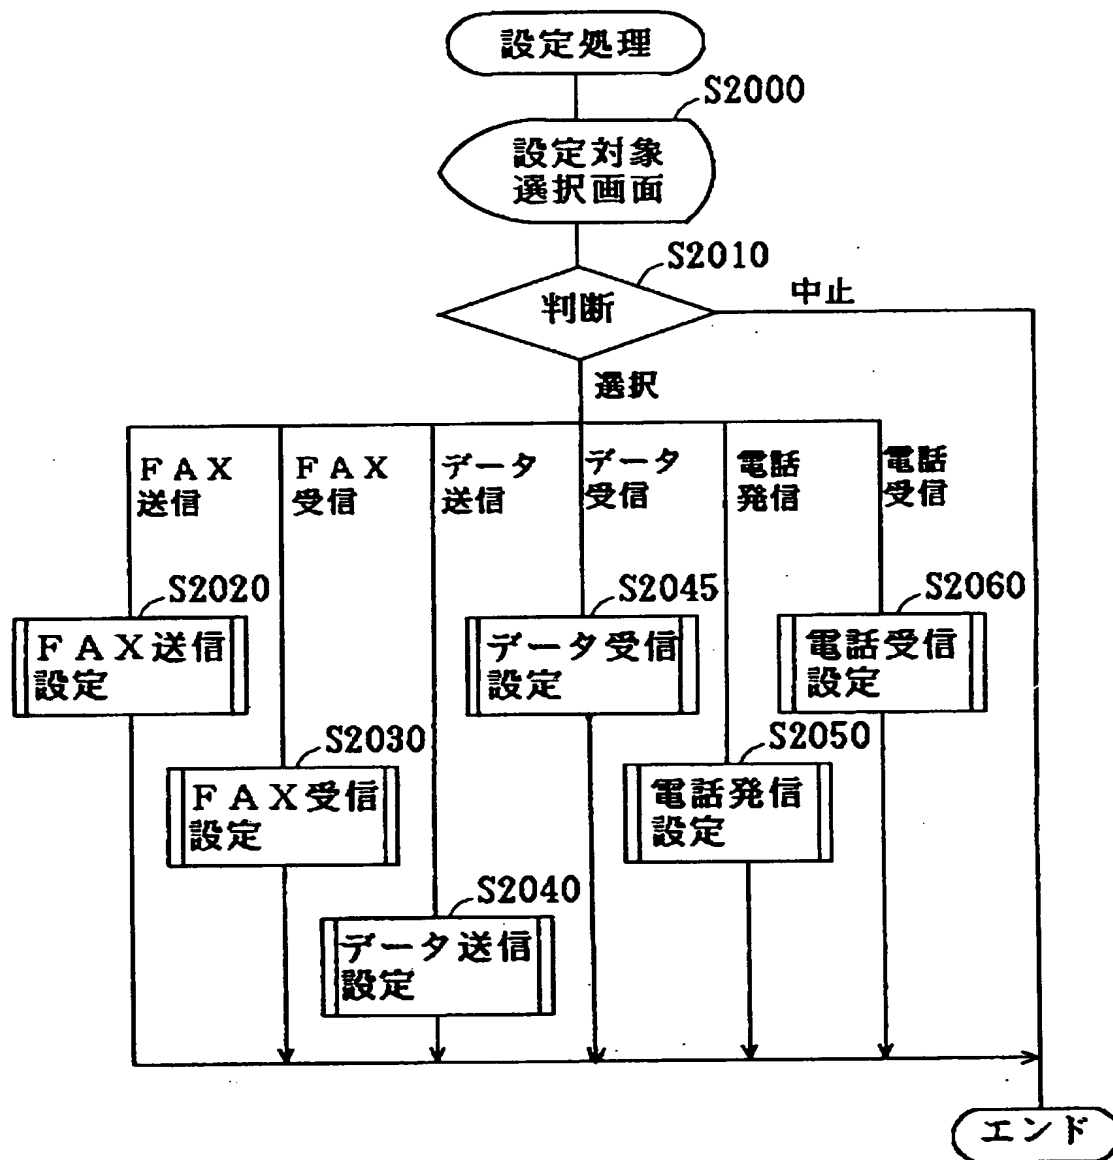 設定処理
S2000
設定対象
選択画面
S2010
判断
中止
選択
FAX
送信
FAX
受信
データ
送信
データ
受信
電話
発信
電話
受信
S2020
FAX送信
設定
S2045
データ受信
設定
S2060
電話受信
設定
S2030
FAX受信
設定
S2050
電話発信
設定
S2040
データ送信
設定
エンド